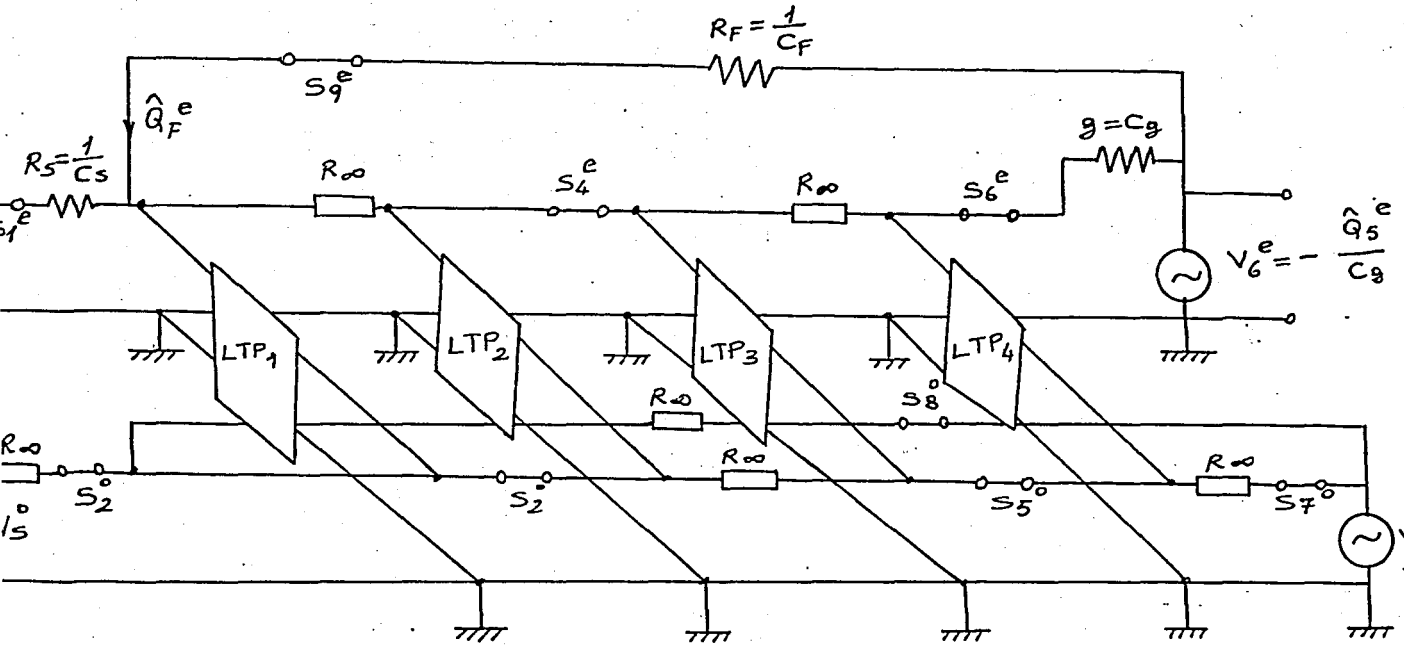 R_F = 1/C_F
S_9^e
Q̂_F^e
g = C_g
R_S = 1/C_S
R∞
S_4^e
R∞
S_6^e
S_1^e
V_6^e = - Q̂_5^e/C_g
LTP_1
LTP_2
LTP_3
LTP_4
R∞
S_8^o
R∞
R∞
R∞
S_2^o
S_2^o
S_5^o
S_7^o